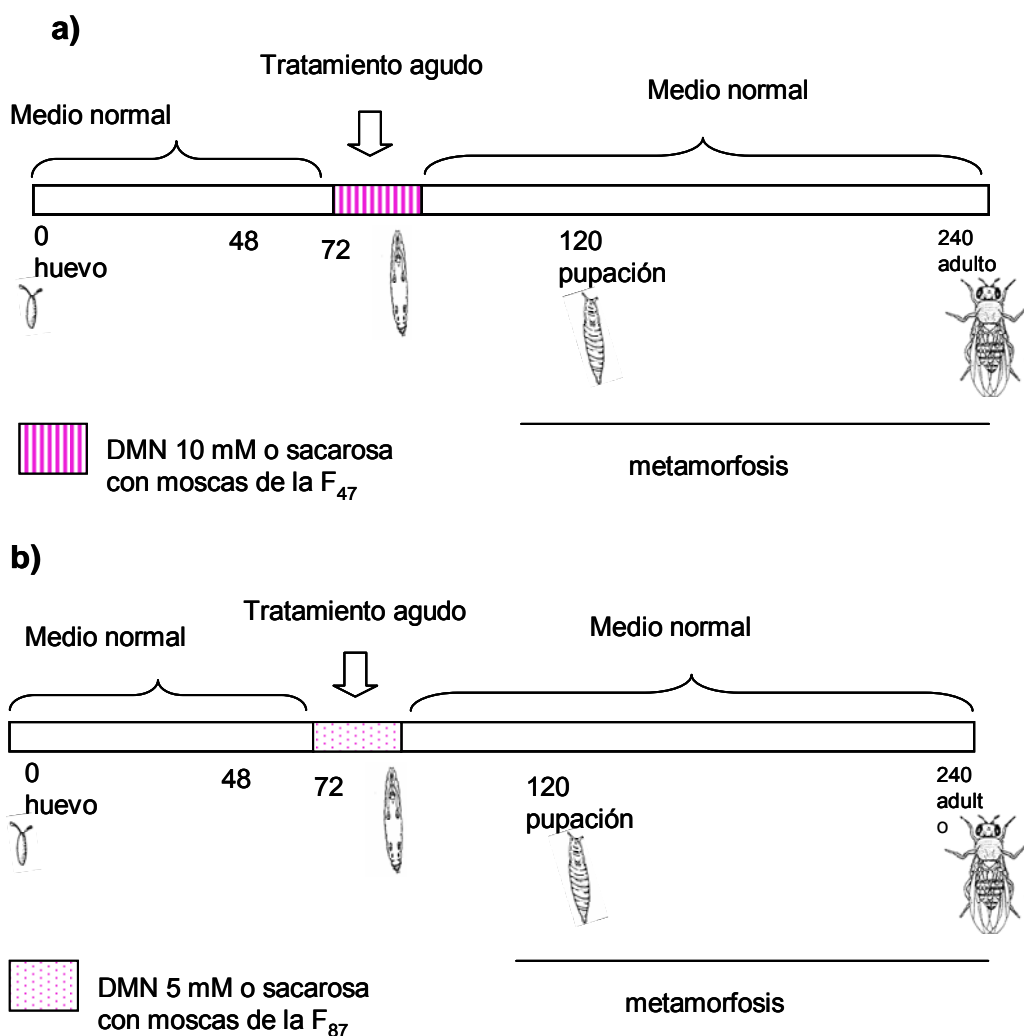 a)
Tratamiento agudo
Medio normal
Medio normal
0
huevo
48
72
120
pupación
240
adulto
DMN 10 mM o sacarosa
con moscas de la F47
metamorfosis
b)
Tratamiento agudo
Medio normal
Medio normal
0
huevo
48
72
120
pupación
240
adult
o
DMN 5 mM o sacarosa
con moscas de la F87
metamorfosis